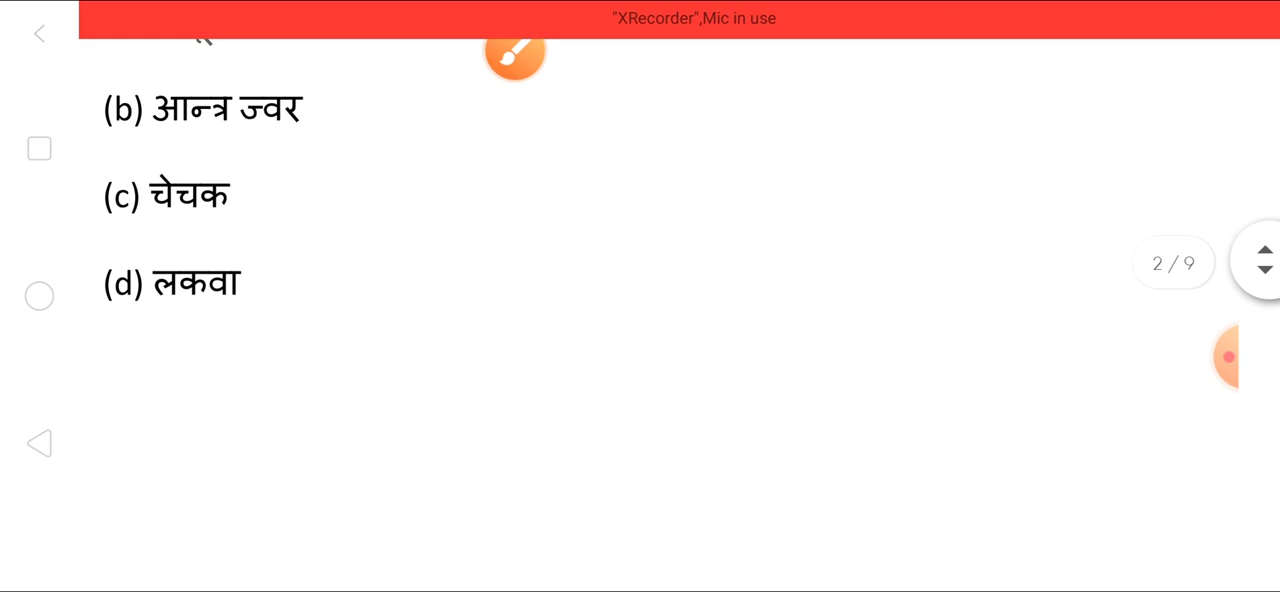 "XRecorder",Mic in use
(b) आन्त्र ज्वर
(c) चेचक
(d) लकवा
2 / 9